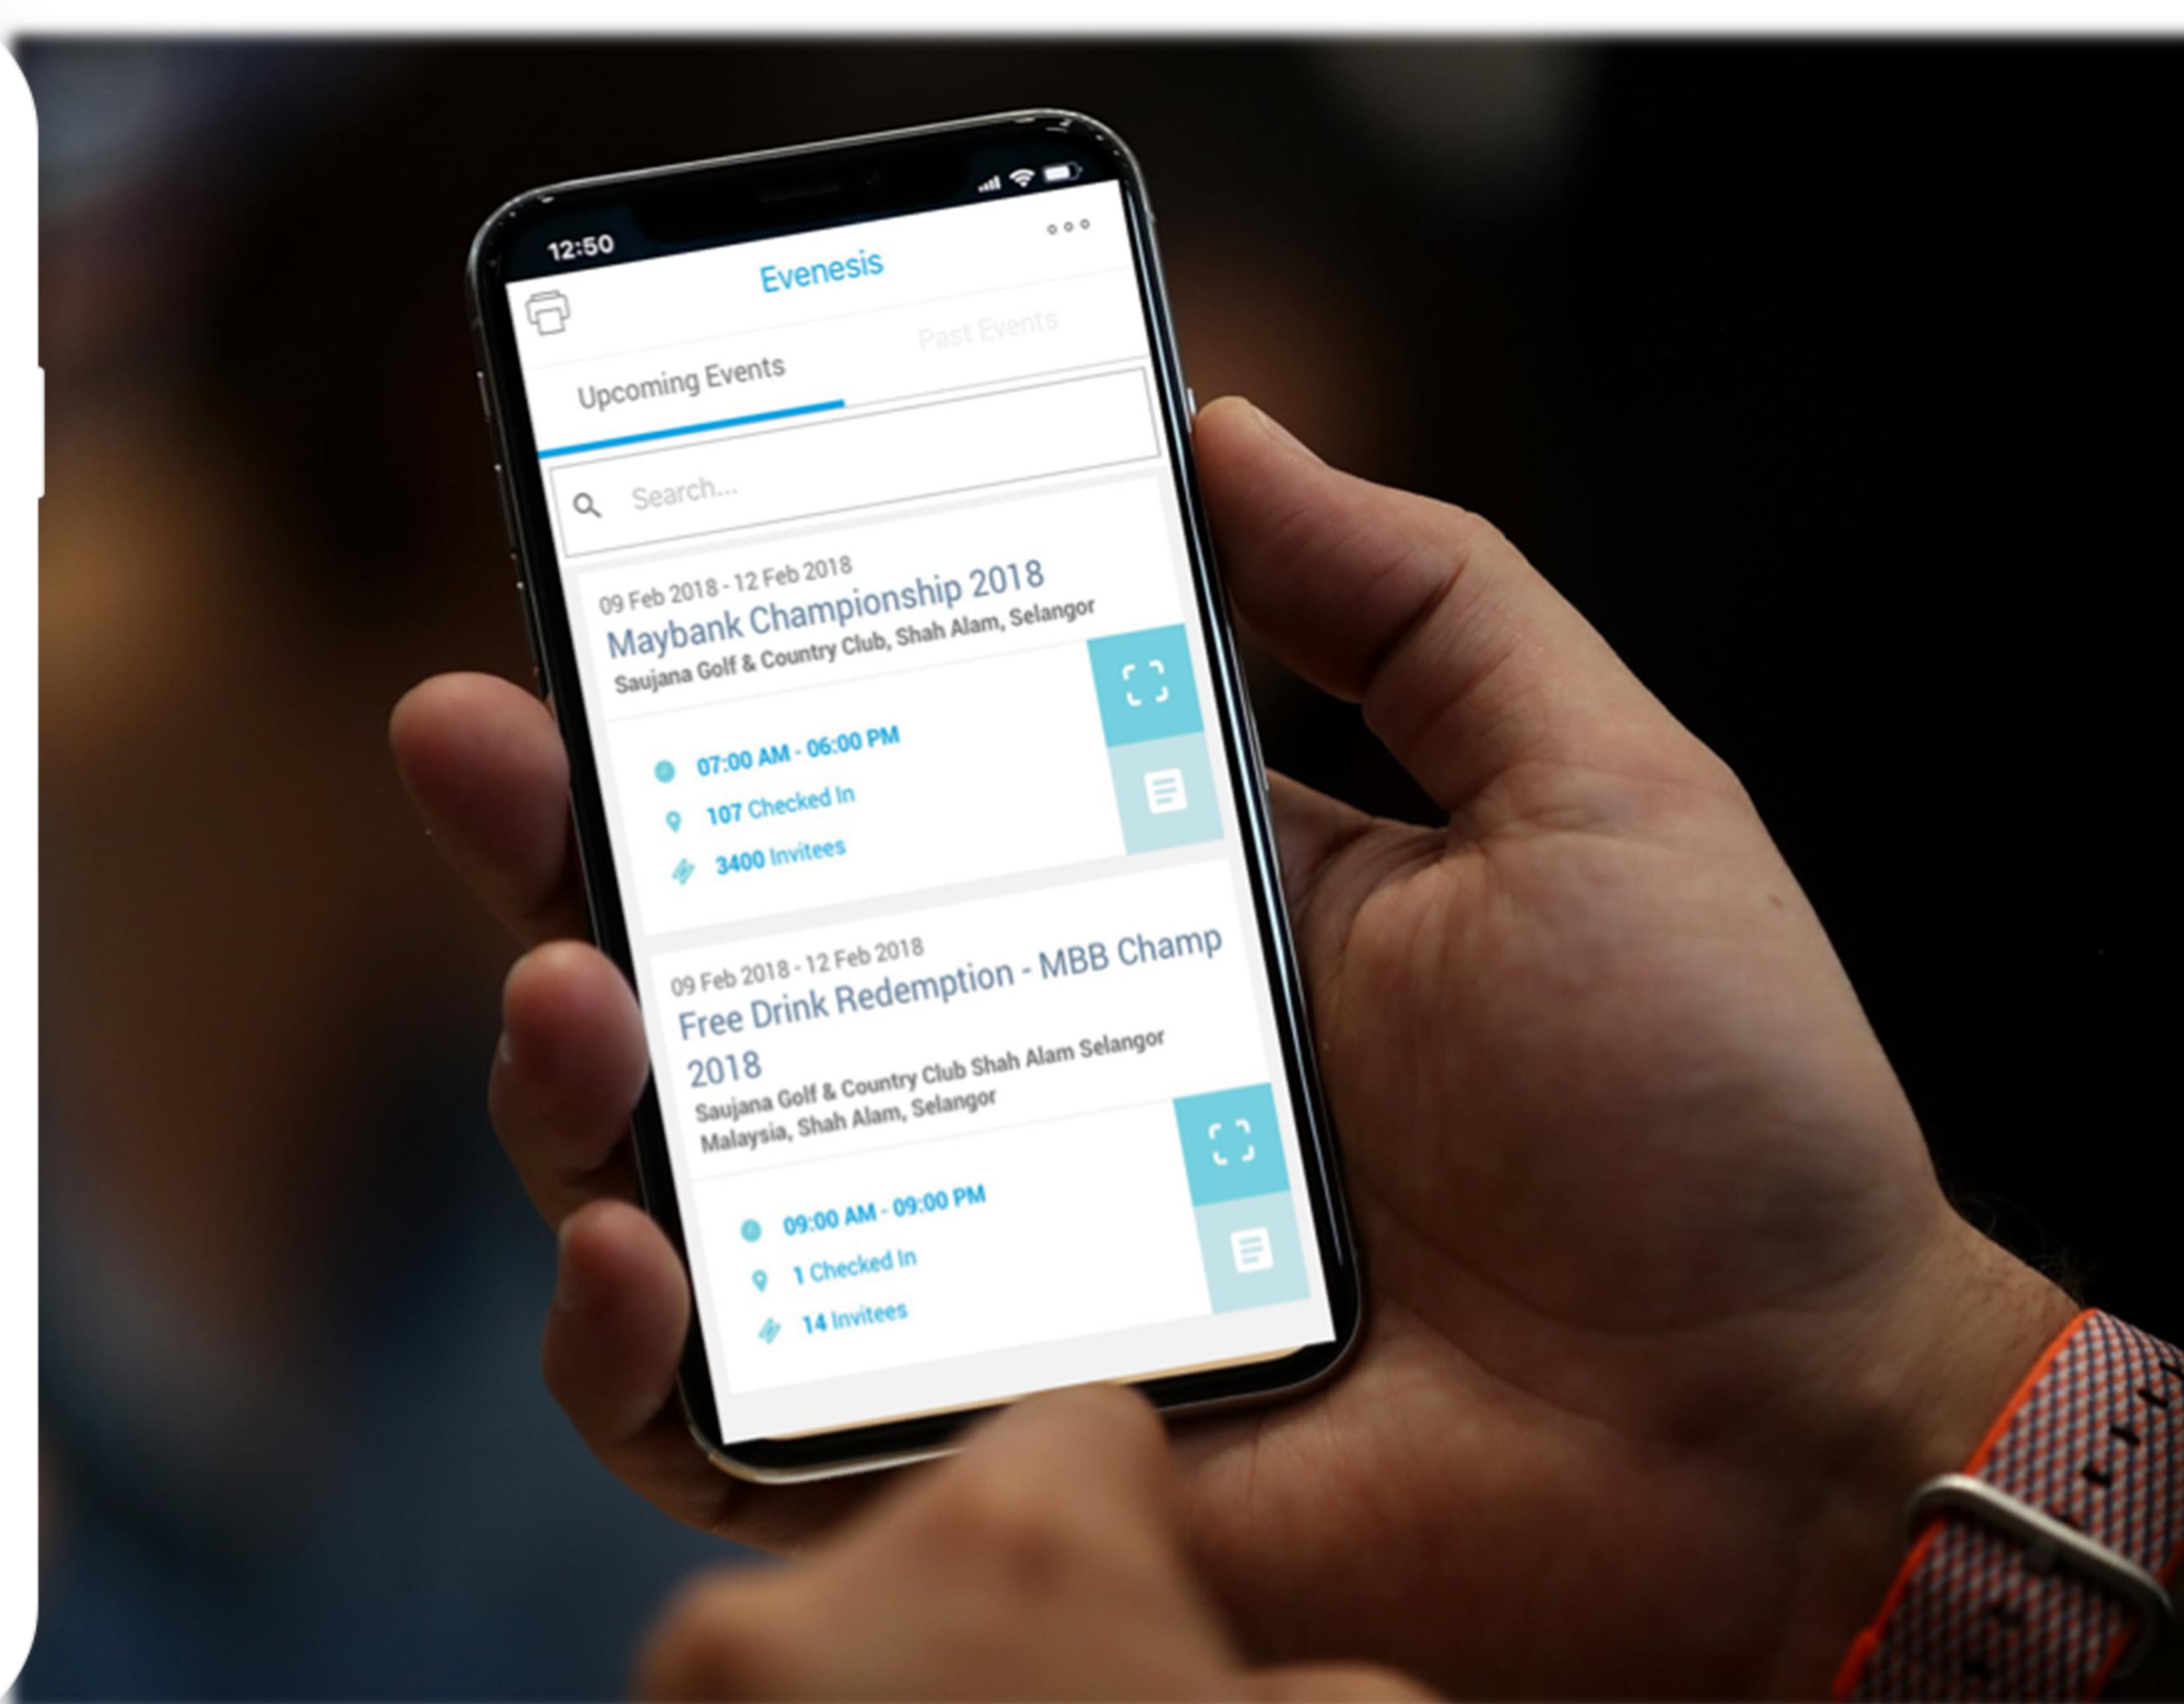 12:50
Evenesis
Upcoming Events
Past Events
Search...
09 Feb 2018 - 12 Feb 2018
Maybank Championship 2018
Saujana Golf & Country Club, Shah Alam, Selangor
07:00 AM - 06:00 PM
107 Checked In
3400 Invitees
09 Feb 2018 - 12 Feb 2018
Free Drink Redemption - MBB Champ
2018
Saujana Golf & Country Club Shah Alam Selangor
Malaysia, Shah Alam, Selangor
09:00 AM - 09:00 PM
1 Checked In
14 Invitees